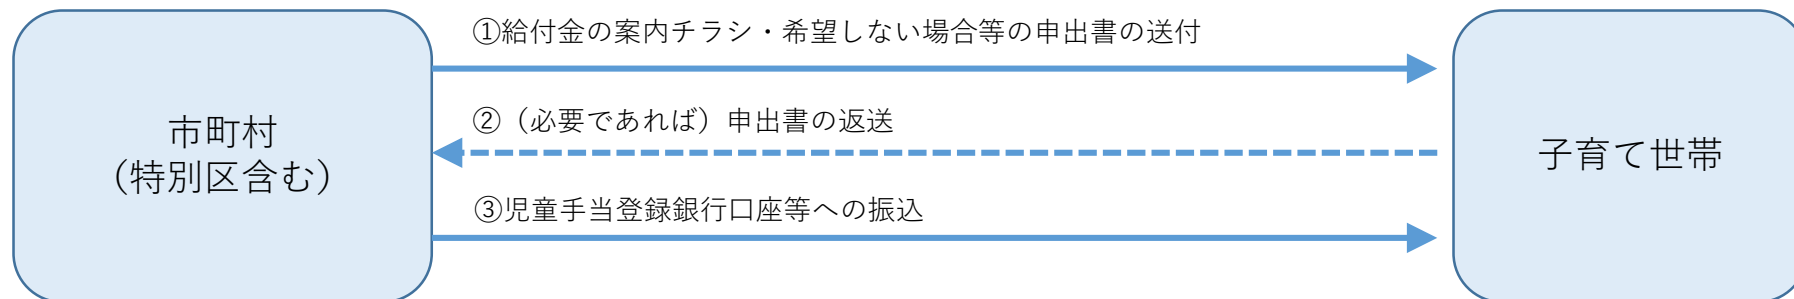 市町村
（特別区含む）
①給付金の案内チラシ・希望しない場合等の申出書の送付
②（必要であれば）申出書の返送
③児童手当登録銀行口座等への振込
子育て世帯